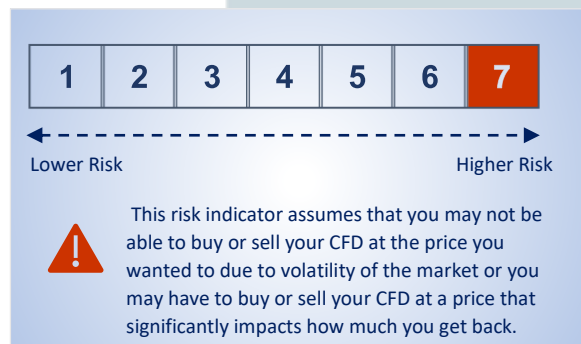 1 2 3 4 5 6 7
Lower Risk Higher Risk
This risk indicator assumes that you may not be
able to buy or sell your CFD at the price you
wanted to due to volatility of the market or you
may have to buy or sell your CFD at a price that
significantly impacts how much you get back.